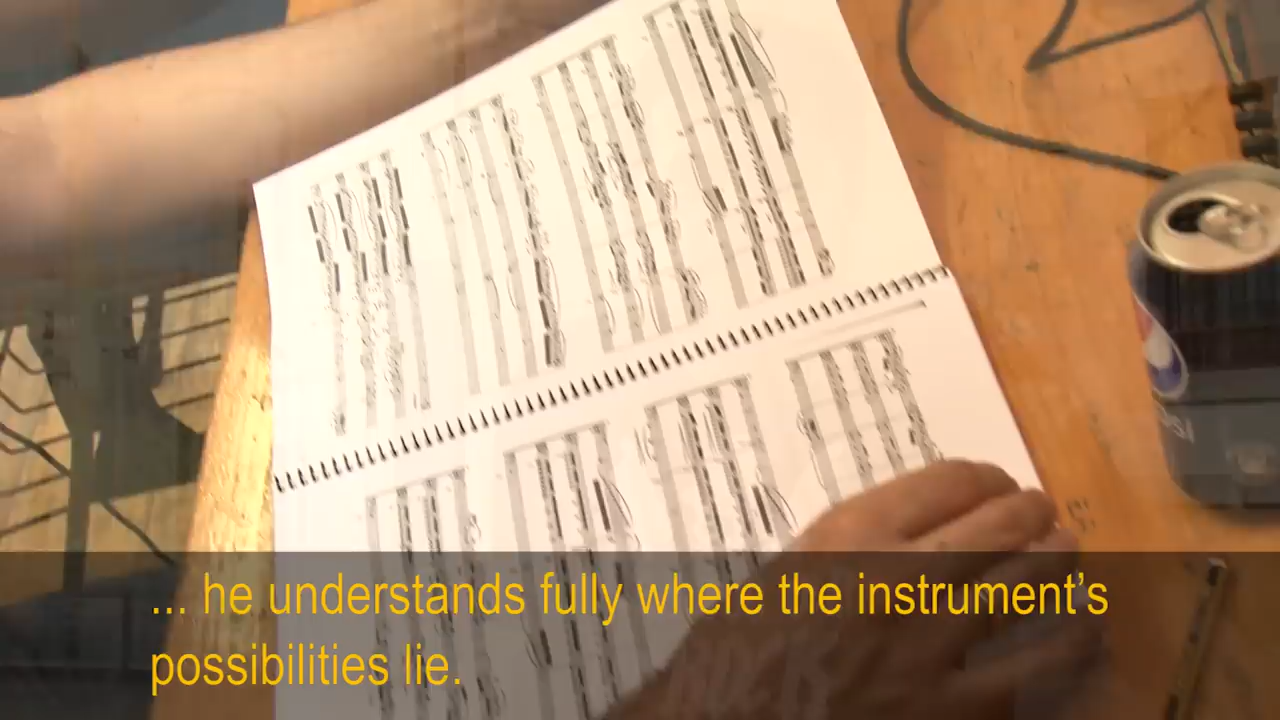 ... he understands fully where the instrument’s
possibilities lie.